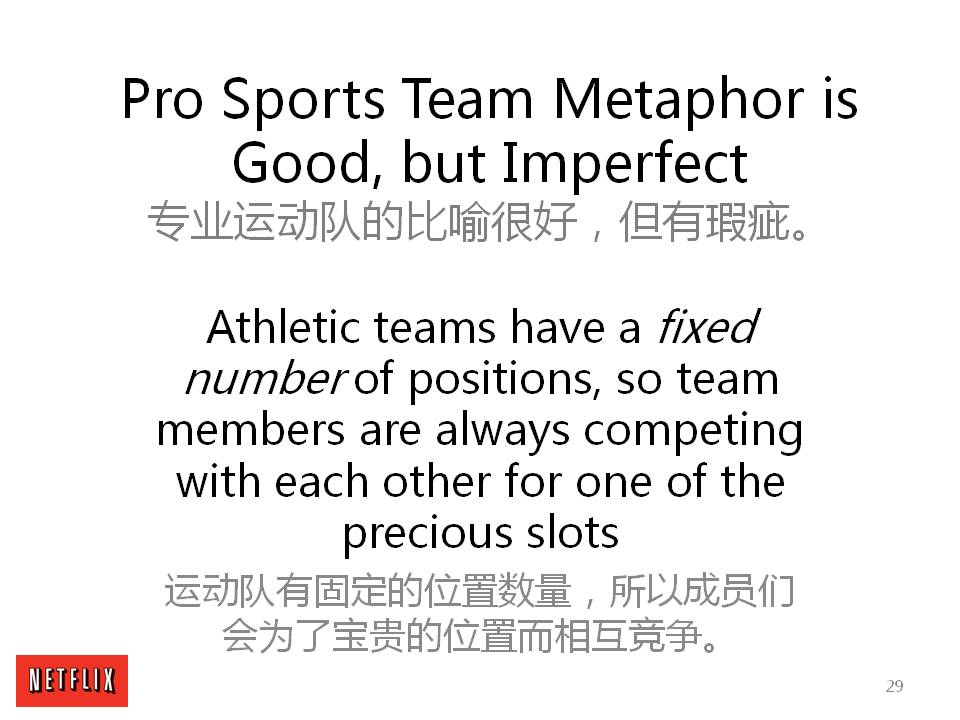 Pro Sports Team Metaphor is
Good, but Imperfect
专业运动队的比喻很好，但有瑕疵。
Athletic teams have a fixed
number of positions, so team
members are always competing
with each other for one of the
precious slots
运动队有固定的位置数量，所以成员们
会为了宝贵的位置而相互竞争。
NETFLIX
29